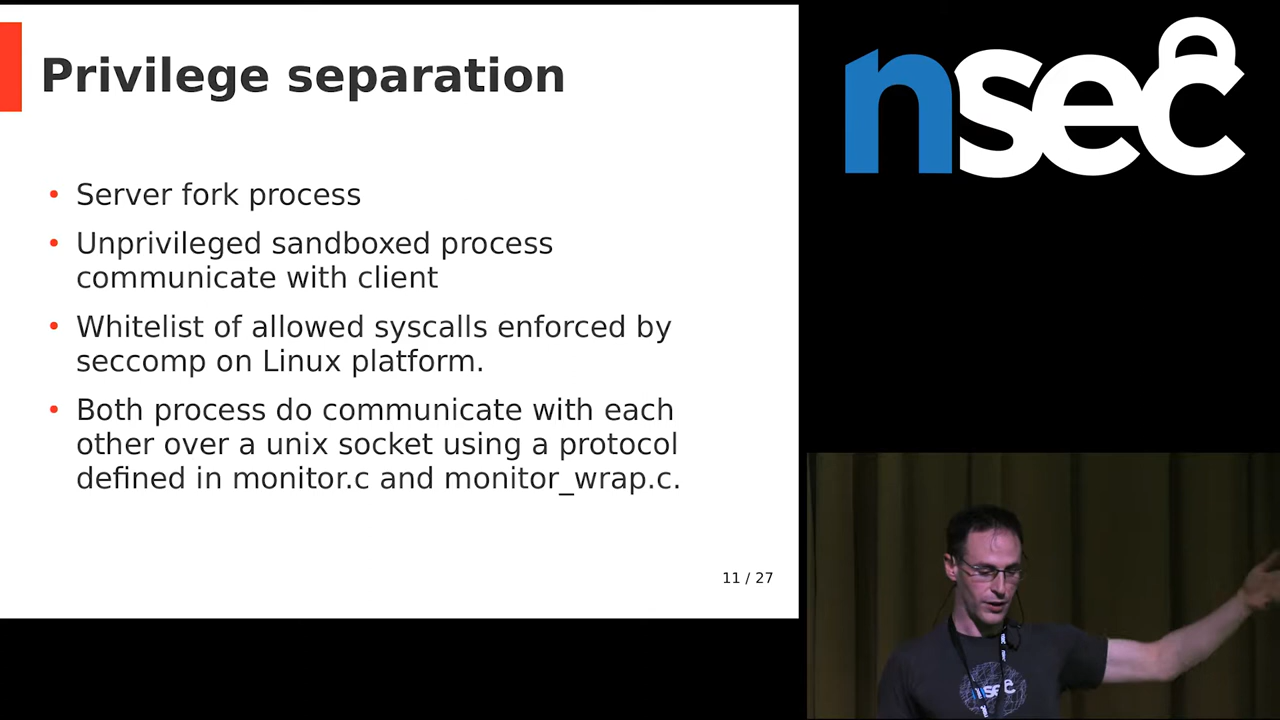 Privilege separation
• Server fork process
• Unprivileged sandboxed process
communicate with client
• Whitelist of allowed syscalls enforced by
seccomp on Linux platform.
• Both process do communicate with each
other over a unix socket using a protocol
defined in monitor.c and monitor_wrap.c.
11 / 27
nsec
nsec